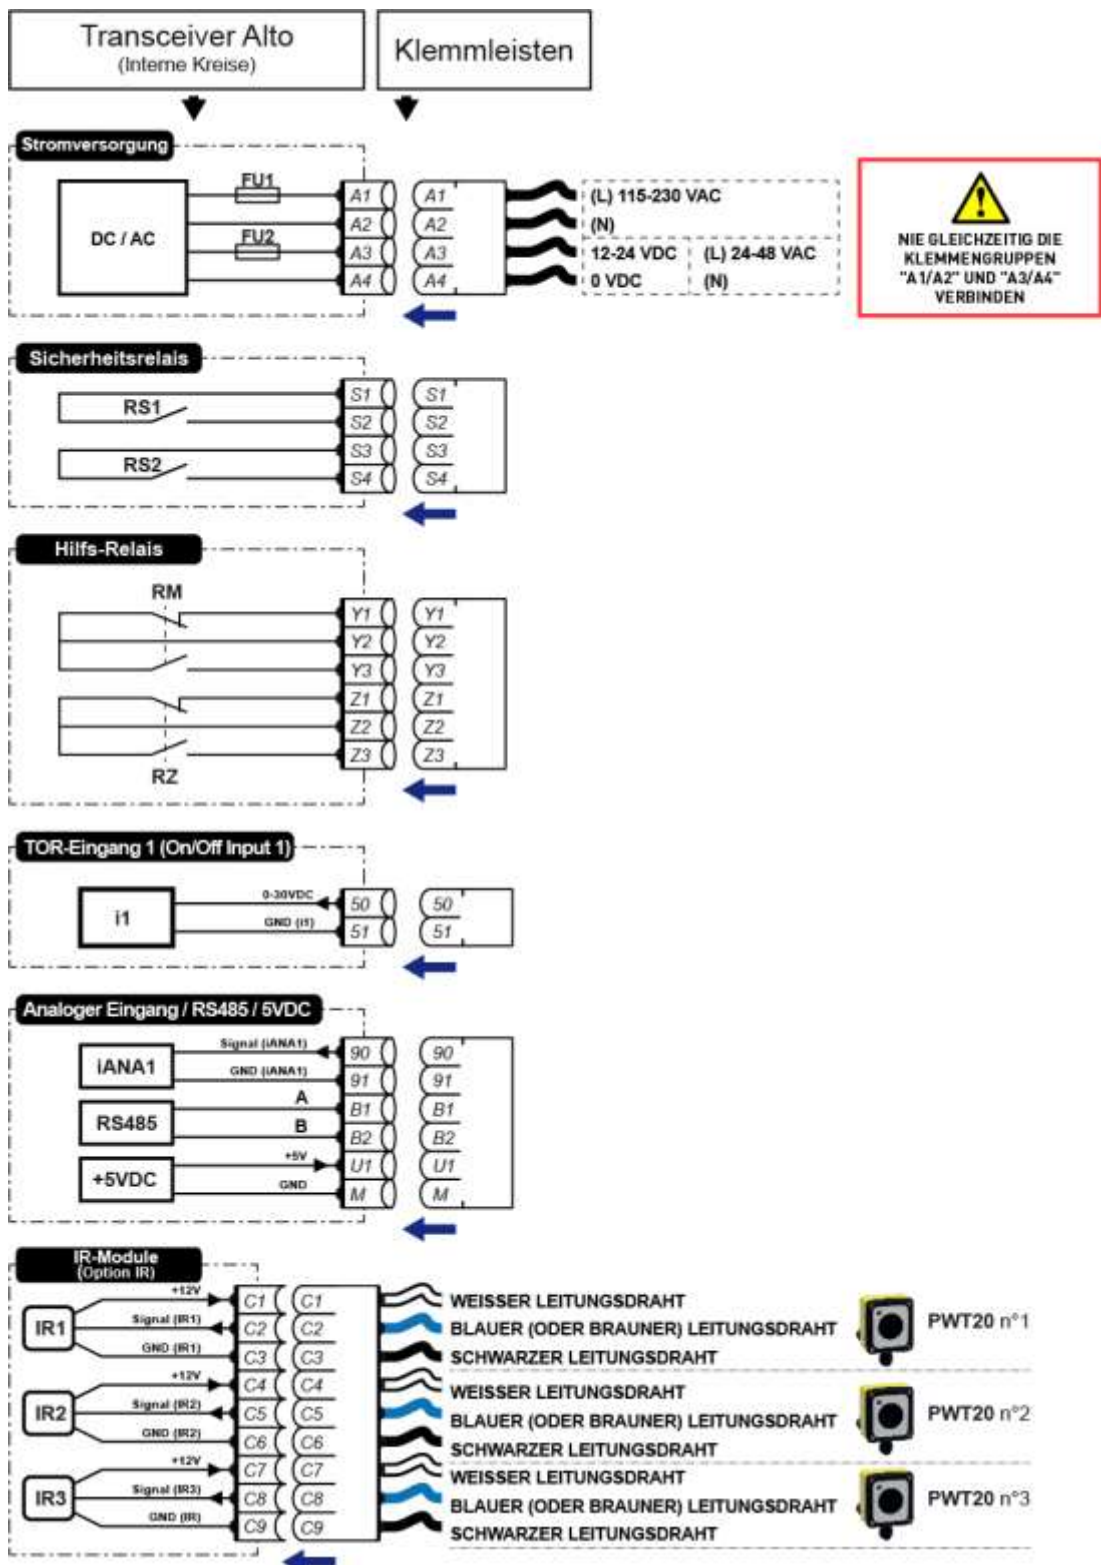 Transceiver Alto
(Interne Kreise)
Klemmleisten
Stromversorgung
DC / AC
FU1
FU2
A1
A2
A3
A4
A1
A2
A3
A4
(L) 115-230 VAC
(N)
12-24 VDC
(L) 24-48 VAC
0 VDC
(N)
NIE GLEICHZEITIG DIE
KLEMMENGRUPPEN
"A1/A2" UND "A3/A4"
VERBINDEN
Sicherheitsrelais
RS1
RS2
S1
S2
S3
S4
S1
S2
S3
S4
Hilfs-Relais
RM
RZ
Y1
Y2
Y3
Z1
Z2
Z3
Y1
Y2
Y3
Z1
Z2
Z3
TOR-Eingang 1 (On/Off Input 1)
i1
0-30VDC
GND (i1)
50
51
50
51
Analoger Eingang / RS485 / 5VDC
iANA1
Signal (iANA1)
GND (iANA1)
RS485
A
B
+5VDC
+5V
GND
90
91
B1
B2
U1
M
90
91
B1
B2
U1
M
IR-Module
(Option IR)
IR1
+12V
Signal (IR1)
GND (IR1)
C1
C2
C3
C1
C2
C3
WEISSER LEITUNGSDRAHT
BLAUER (ODER BRAUNER) LEITUNGSDRAHT
SCHWARZER LEITUNGSDRAHT
PWT20 n°1
IR2
+12V
Signal (IR2)
GND (IR2)
C4
C5
C6
C4
C5
C6
WEISSER LEITUNGSDRAHT
BLAUER (ODER BRAUNER) LEITUNGSDRAHT
SCHWARZER LEITUNGSDRAHT
PWT20 n°2
IR3
+12V
Signal (IR3)
GND (IR)
C7
C8
C9
C7
C8
C9
WEISSER LEITUNGSDRAHT
BLAUER (ODER BRAUNER) LEITUNGSDRAHT
SCHWARZER LEITUNGSDRAHT
PWT20 n°3